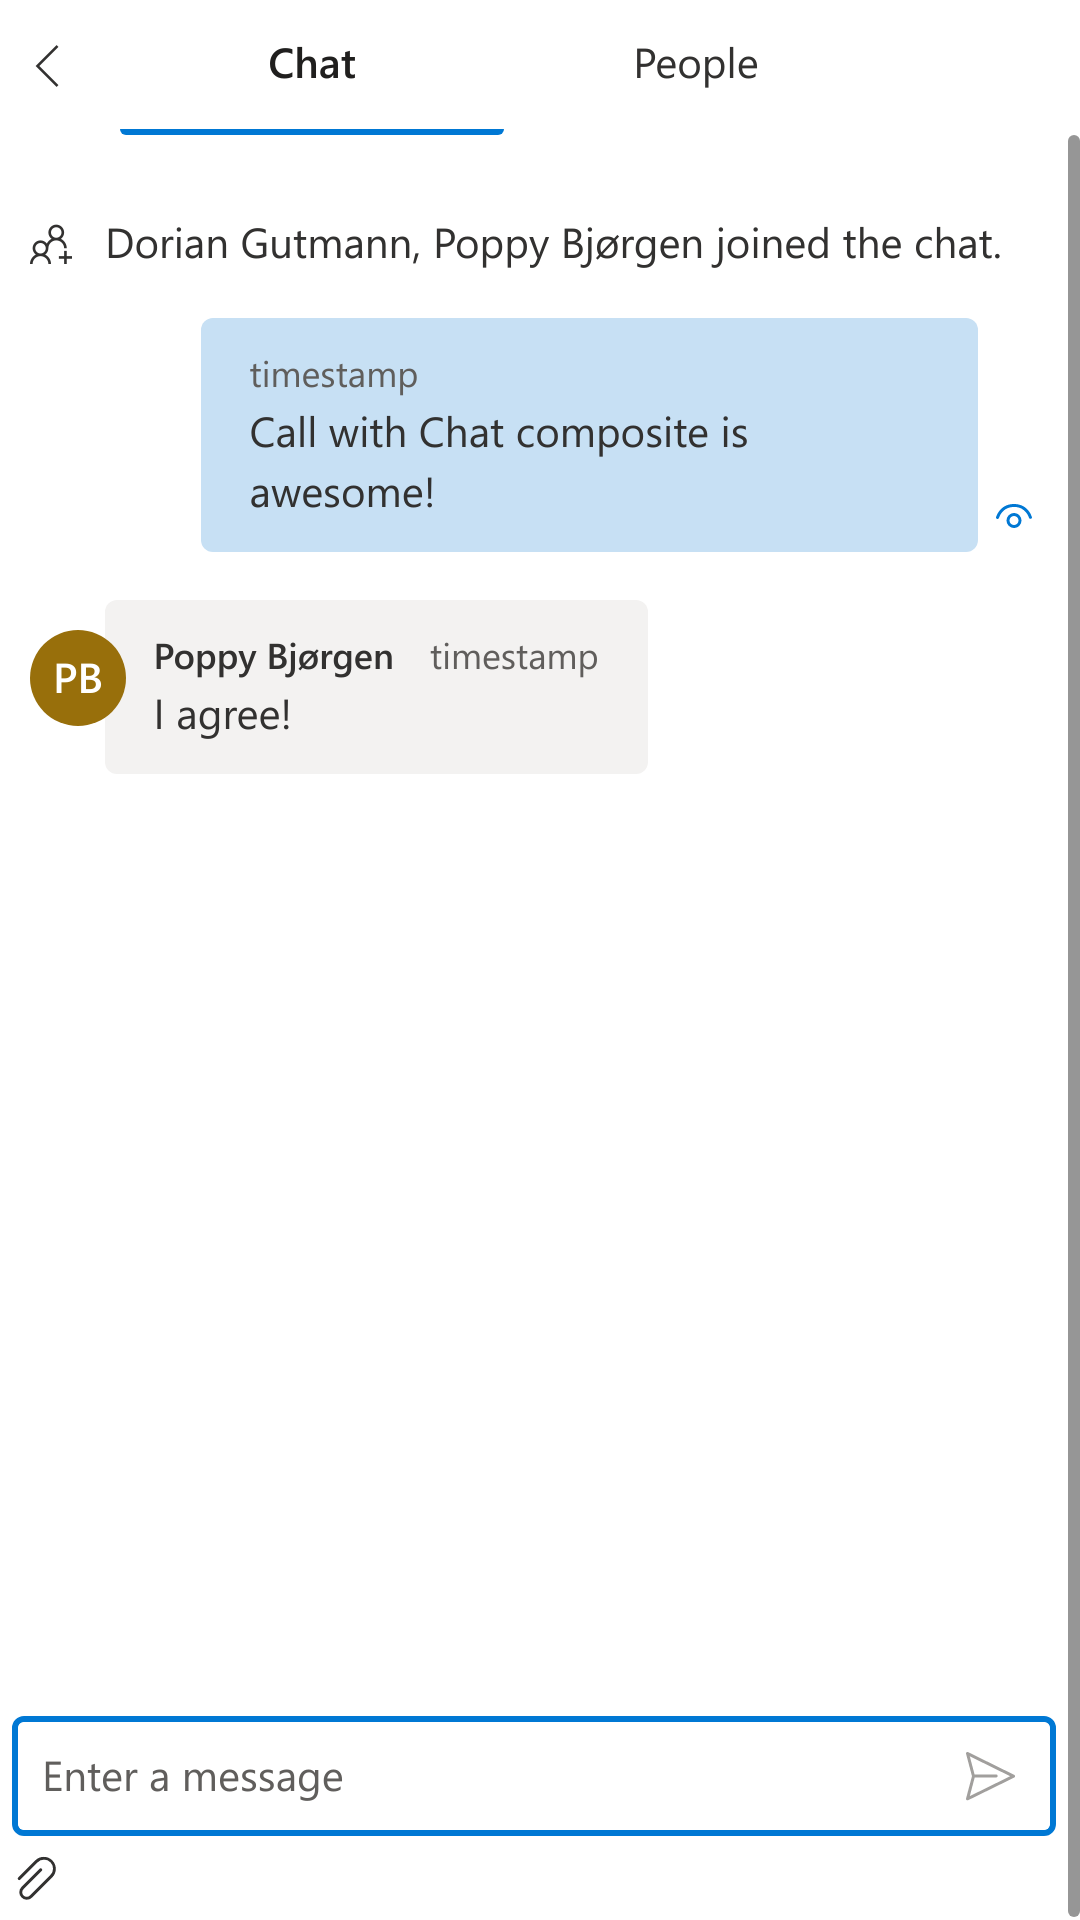 Chat
People
Dorian Gutmann, Poppy Bjørgen joined the chat.
timestamp
Call with Chat composite is
awesome!
PB
Poppy Bjørgen timestamp
I agree!
Enter a message